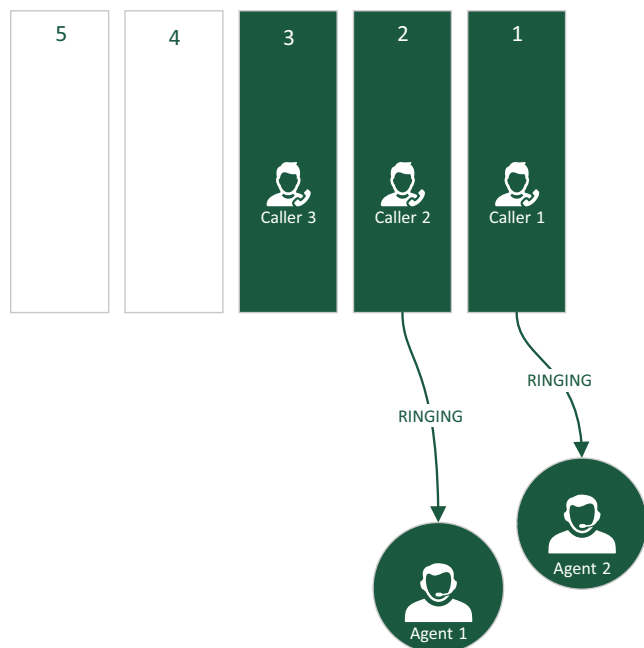 5
4
3
2
1
Caller 3
Caller 2
Caller 1
RINGING
RINGING
Agent 2
Agent 1